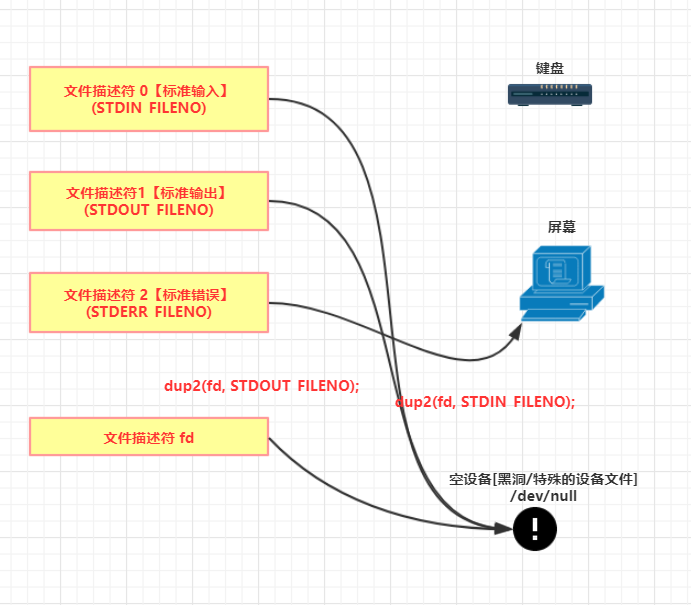 键盘
文件描述符 0【标准输入】
(STDIN FILENO)
文件描述符1【标准输出】
(STDOUT FILENO)
屏幕
文件描述符 2【标准错误】
(STDERR FILENO)
dup2(fd, STDOUT FILENO);
dup2(fd, STDIN FILENO);
文件描述符 fd
空设备[黑洞/特殊的设备文件]
/dev/null
!